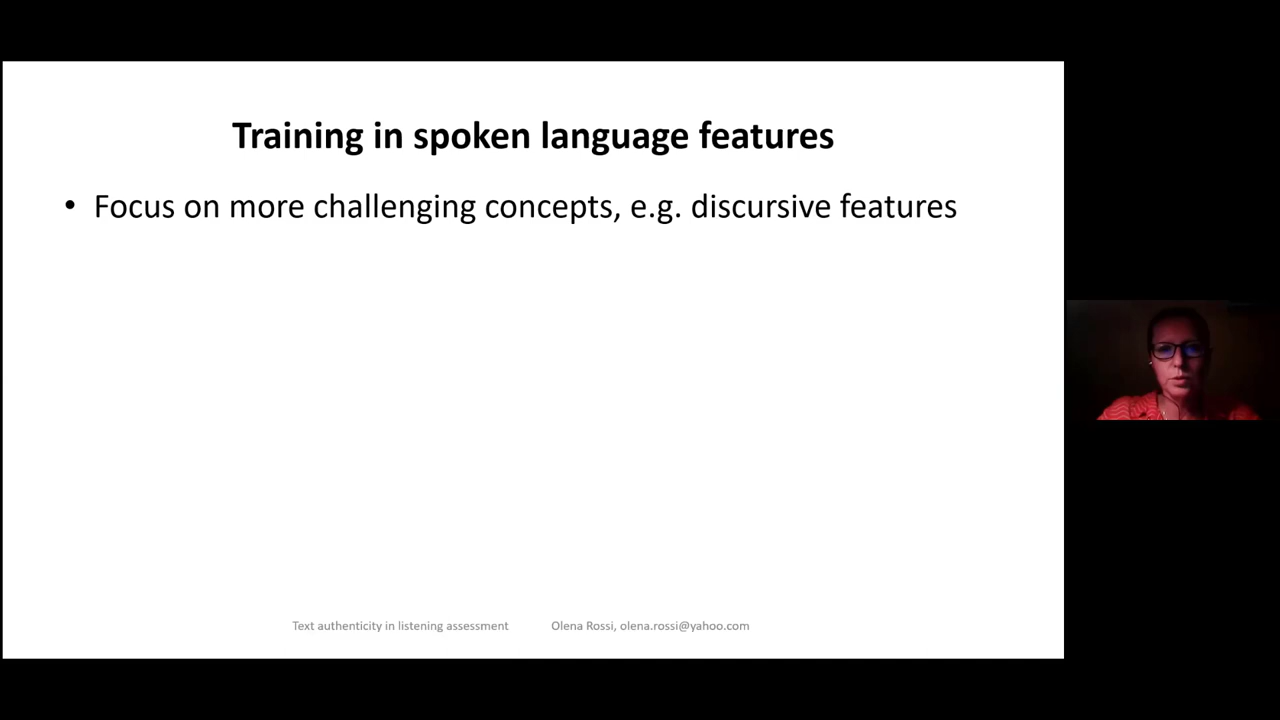 Training in spoken language features
• Focus on more challenging concepts, e.g. discursive features
Text authenticity in listening assessment Olena Rossi, olena.rossi@yahoo.com